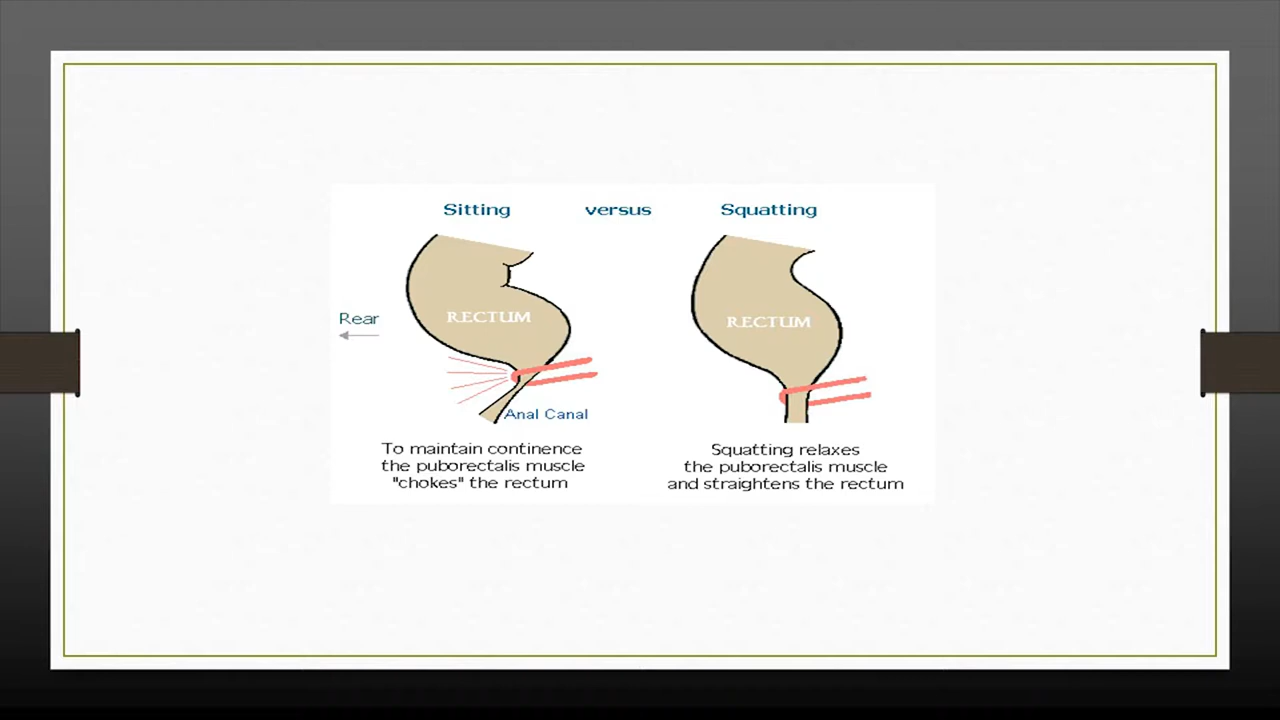 Sitting versus Squatting
Rear
RECTUM
RECTUM
Anal Canal
To maintain continence
the puborectalis muscle
"chokes" the rectum
Squatting relaxes
the puborectalis muscle
and straightens the rectum